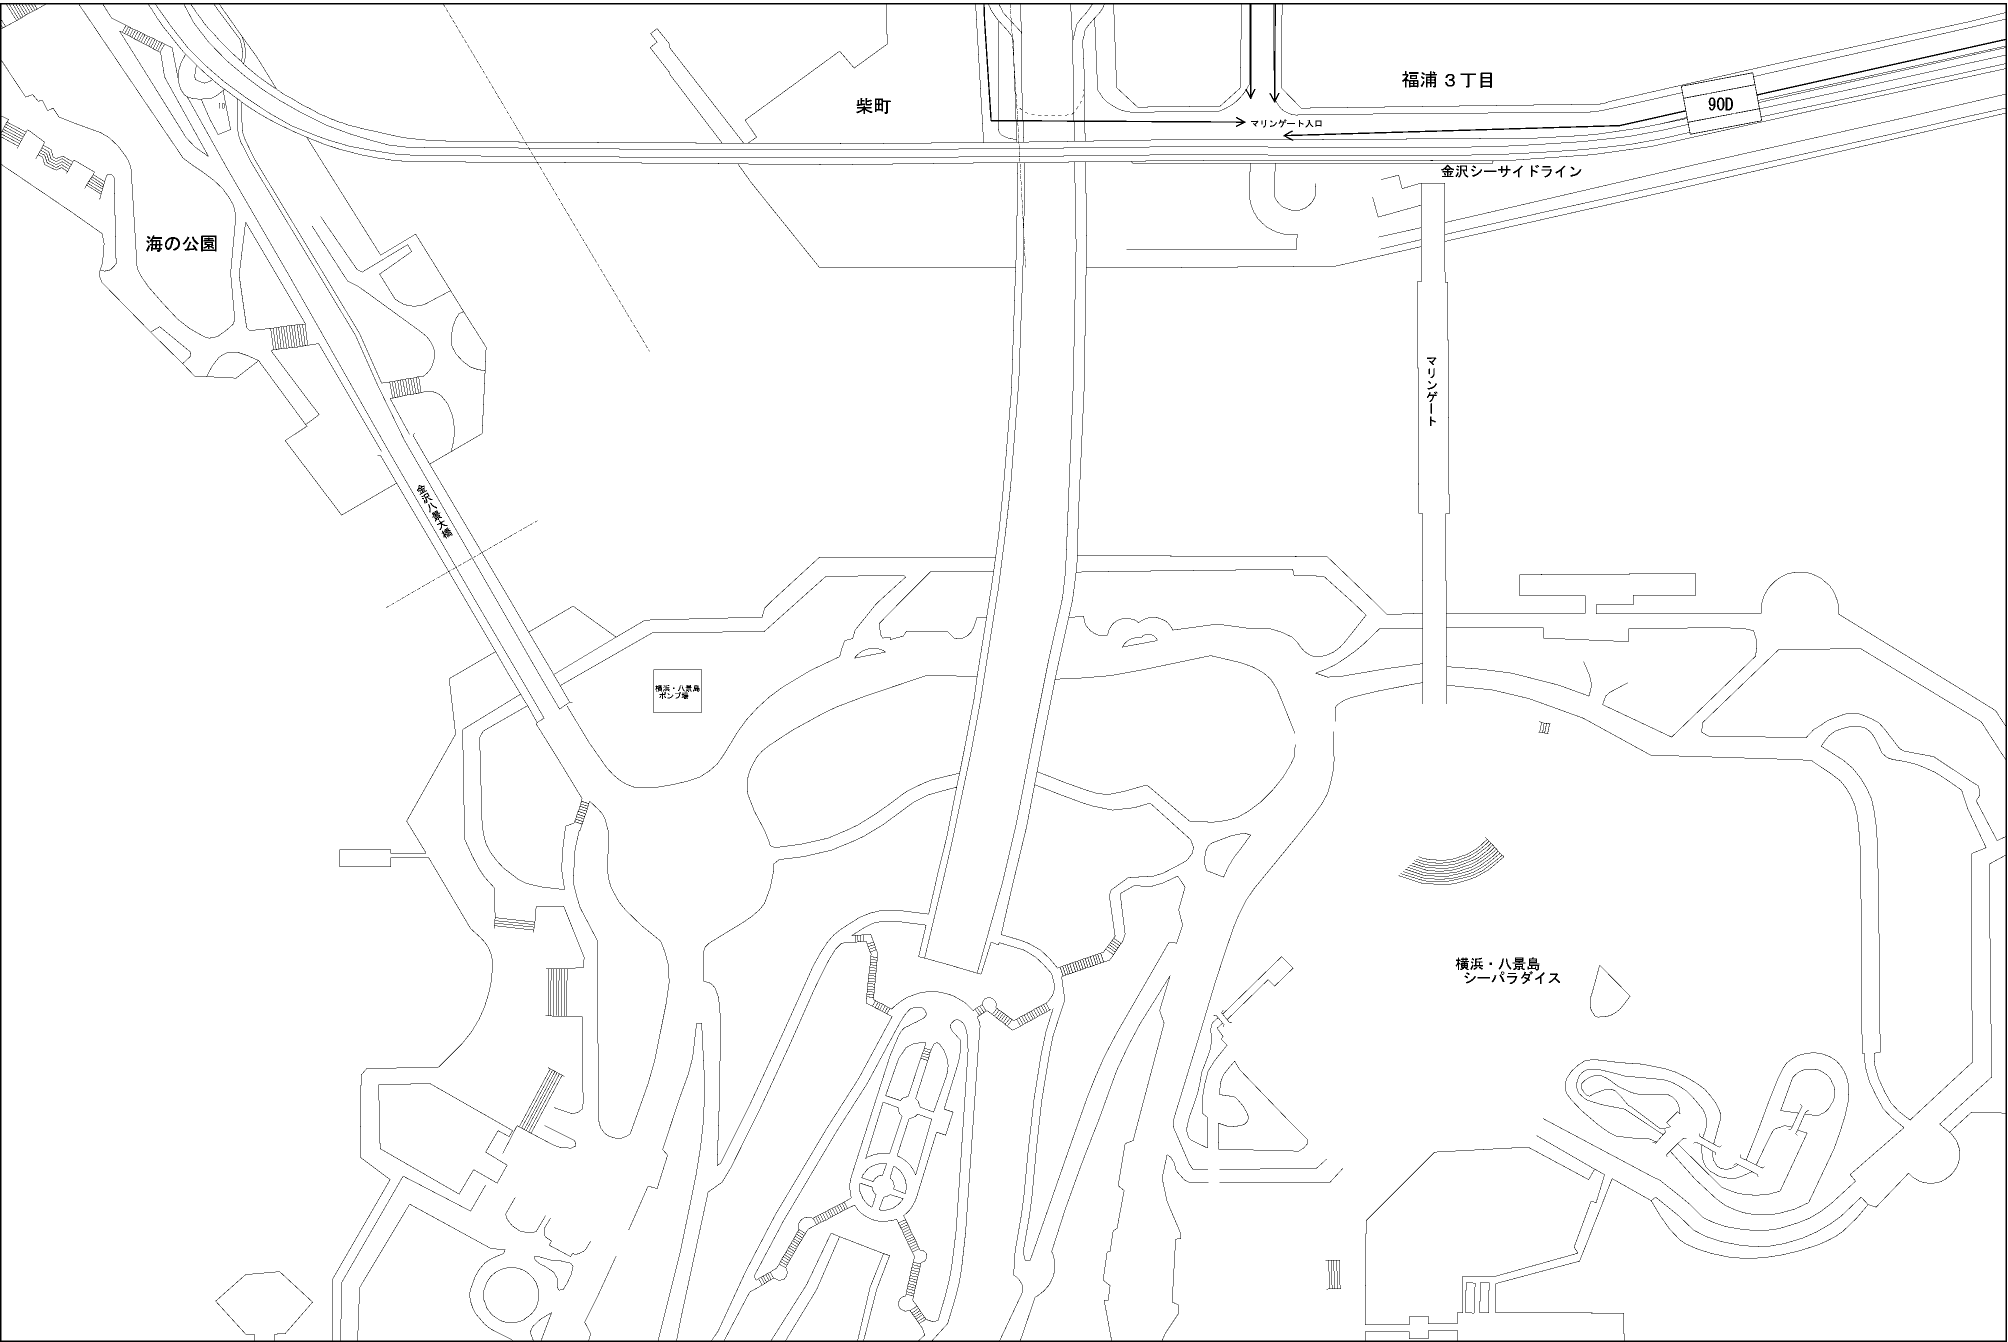 福浦３丁目
90D
柴町
マリンゲート入口
金沢シーサイドライン
海の公園
10
マリンゲート
金沢八景大橋
横浜・八景島
ポンプ場
横浜・八景島
シーパラダイス